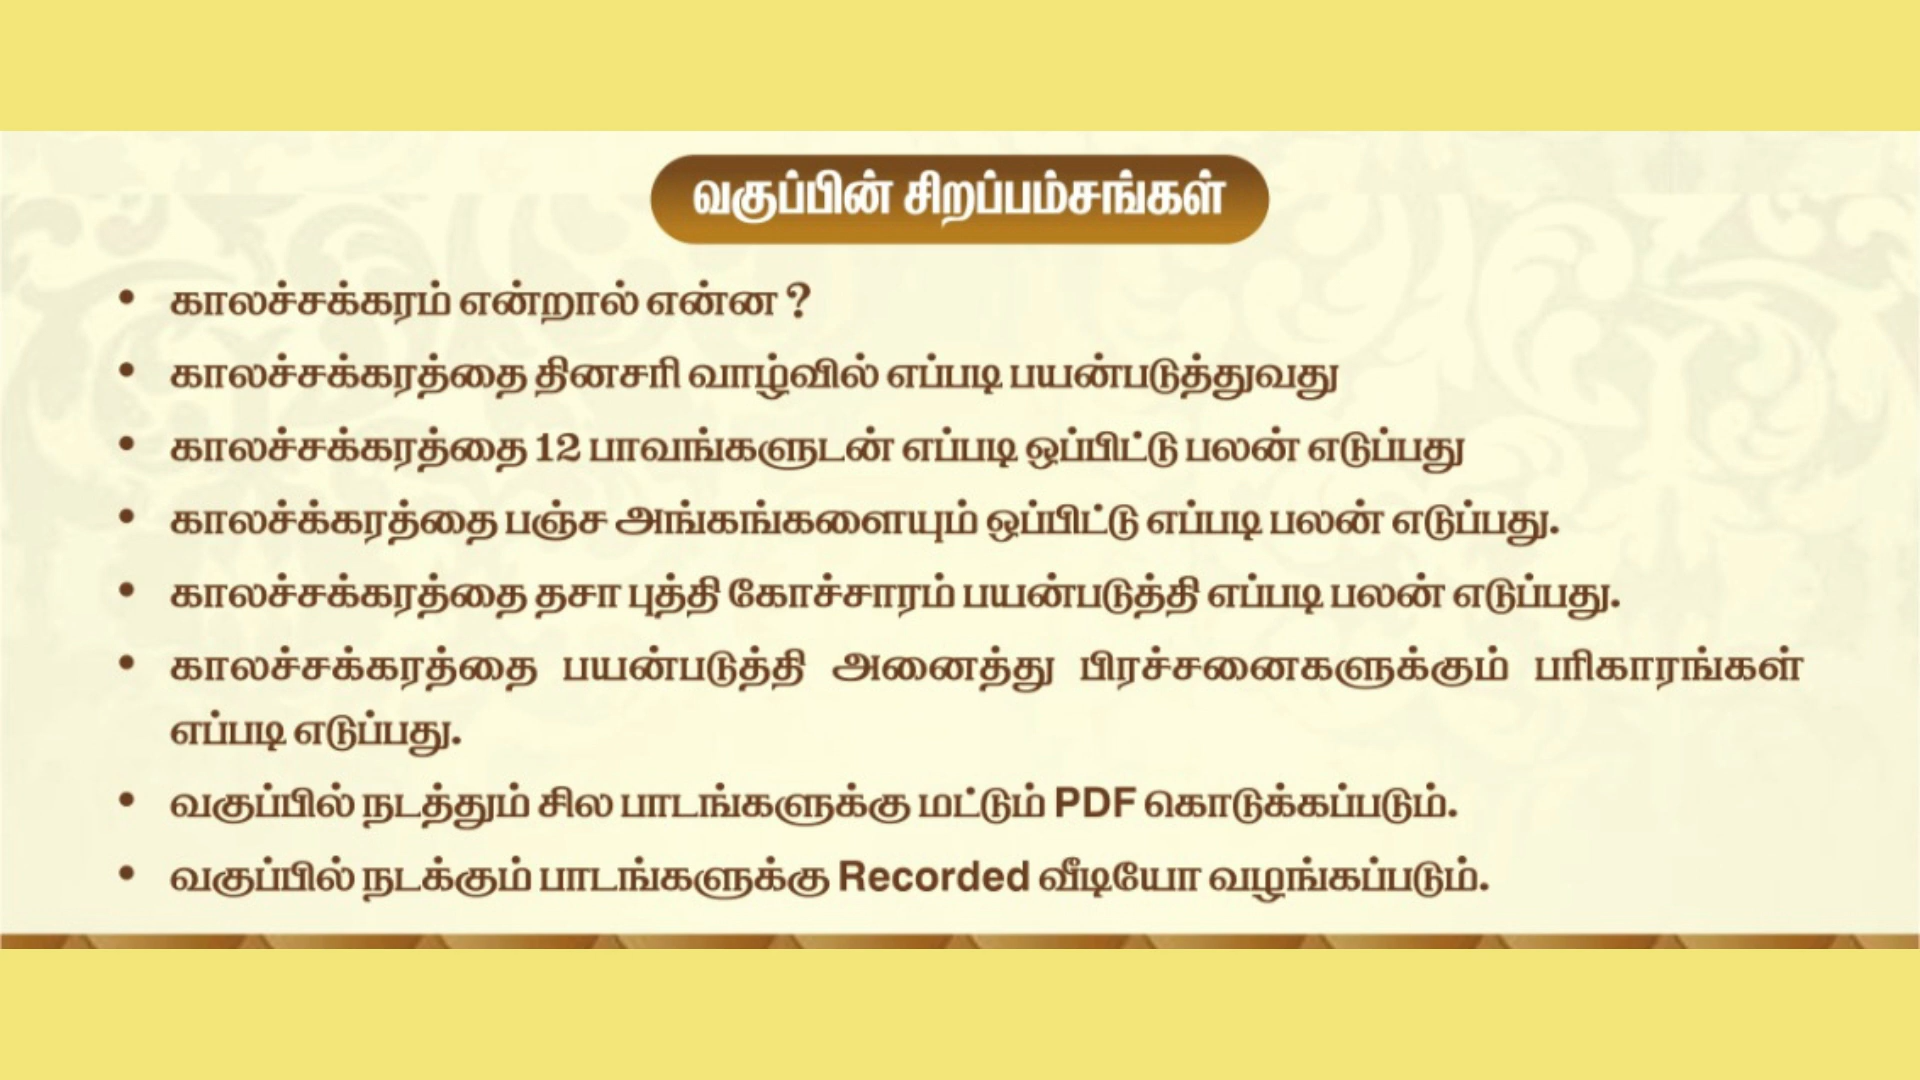 வகுப்பின் சிறப்பம்சங்கள்
• காலச்சக்கரம் என்றால் என்ன ?
• காலச்சக்கரத்தை தினசரி வாழ்வில் எப்படி பயன்படுத்துவது
• காலச்சக்கரத்தை 12 பாவங்களுடன் எப்படி ஒப்பிட்டு பலன் எடுப்பது
• காலச்க்கரத்தை பஞ்ச அங்கங்களையும் ஒப்பிட்டு எப்படி பலன் எடுப்பது.
• காலச்சக்கரத்தை தசா புத்தி கோச்சாரம் பயன்படுத்தி எப்படி பலன் எடுப்பது.
• காலச்சக்கரத்தை பயன்படுத்தி அனைத்து பிரச்சனைகளுக்கும் பரிகாரங்கள்
எப்படி எடுப்பது.
• வகுப்பில் நடத்தும் சில பாடங்களுக்கு மட்டும் PDF கொடுக்கப்படும்.
• வகுப்பில் நடக்கும் பாடங்களுக்கு Recorded வீடியோ வழங்கப்படும்.